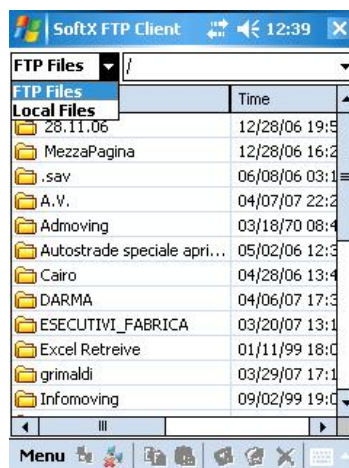 SoftX FTP Client 12:39
FTP Files /
FTP Files
Local Files
Time
28.11.06 12/28/06 19:5
MezzaPagina 12/28/06 16:2
.sav 06/08/06 03:1
A.V. 04/07/07 22:2
Admoving 03/18/70 08:4
Autostrade speciale apri... 05/02/06 12:3
Cairo 04/28/06 13:4
DARMA 04/06/07 17:3
ESECUTIVI_FABRICA 03/20/07 13:1
Excel Retreive 01/11/99 18:0
grimaldi 03/29/07 17:1
Infomoving 09/02/99 19:0
Menu